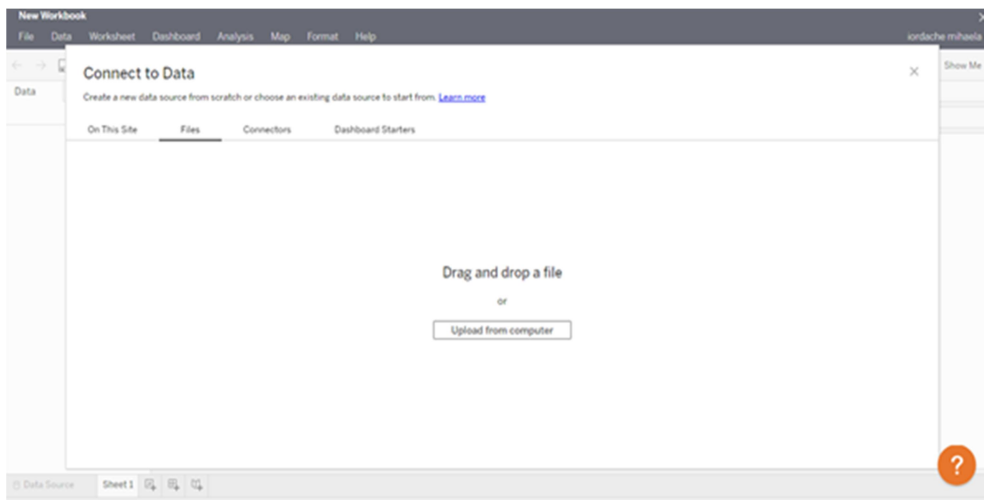 New Workbook
File Data Worksheet Dashboard Analysis Map Format Help iordache mihaela
Show Me
Data
Connect to Data
Create a new data source from scratch or choose an existing data source to start from. Learn more
On This Site Files Connectors Dashboard Starters
Drag and drop a file
or
Upload from computer
?
Data Source Sheet 1